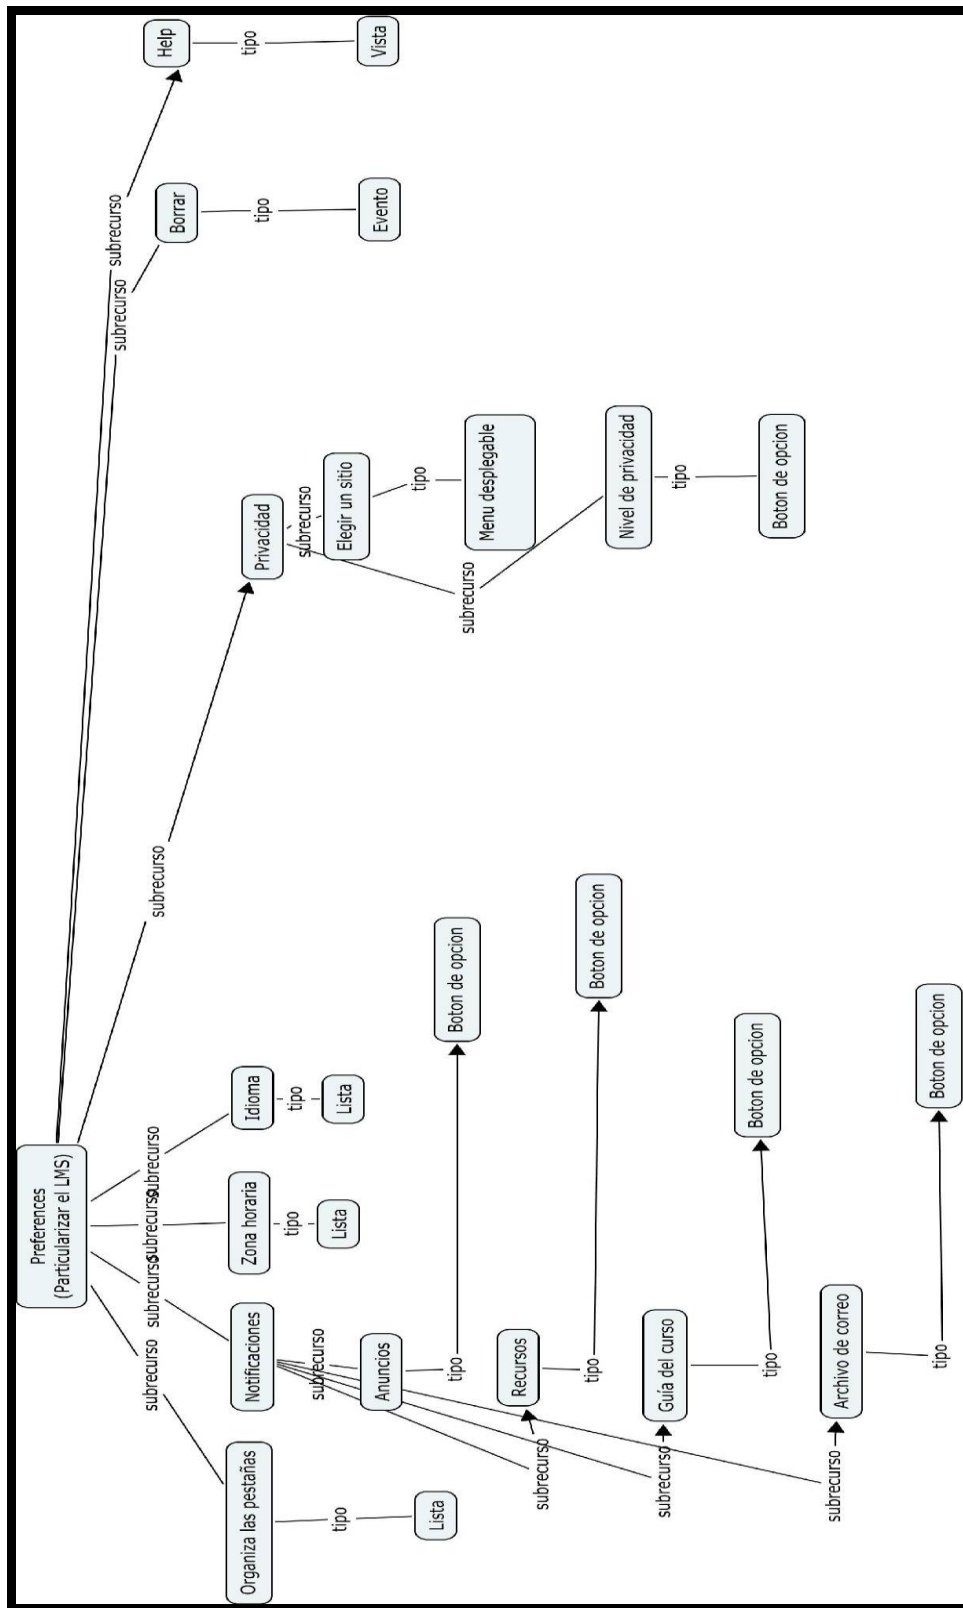 Preferences
(Particularizar el LMS)
subrecurso
subrecurso
subrecurso
subrecurso
subrecurso
subrecurso
subrecurso
Organiza las pestañas
Notificaciones
Zona horaria
Idioma
Privacidad
Borrar
Help
tipo
Lista
tipo
Lista
tipo
Lista
tipo
Evento
tipo
Vista
subrecurso
Elegir un sitio
tipo
Menu desplegable
subrecurso
Nivel de privacidad
tipo
Boton de opcion
subrecurso
Anuncios
tipo
Boton de opcion
subrecurso
Recursos
tipo
Boton de opcion
subrecurso
Guía del curso
tipo
Boton de opcion
subrecurso
Archivo de correo
tipo
Boton de opcion